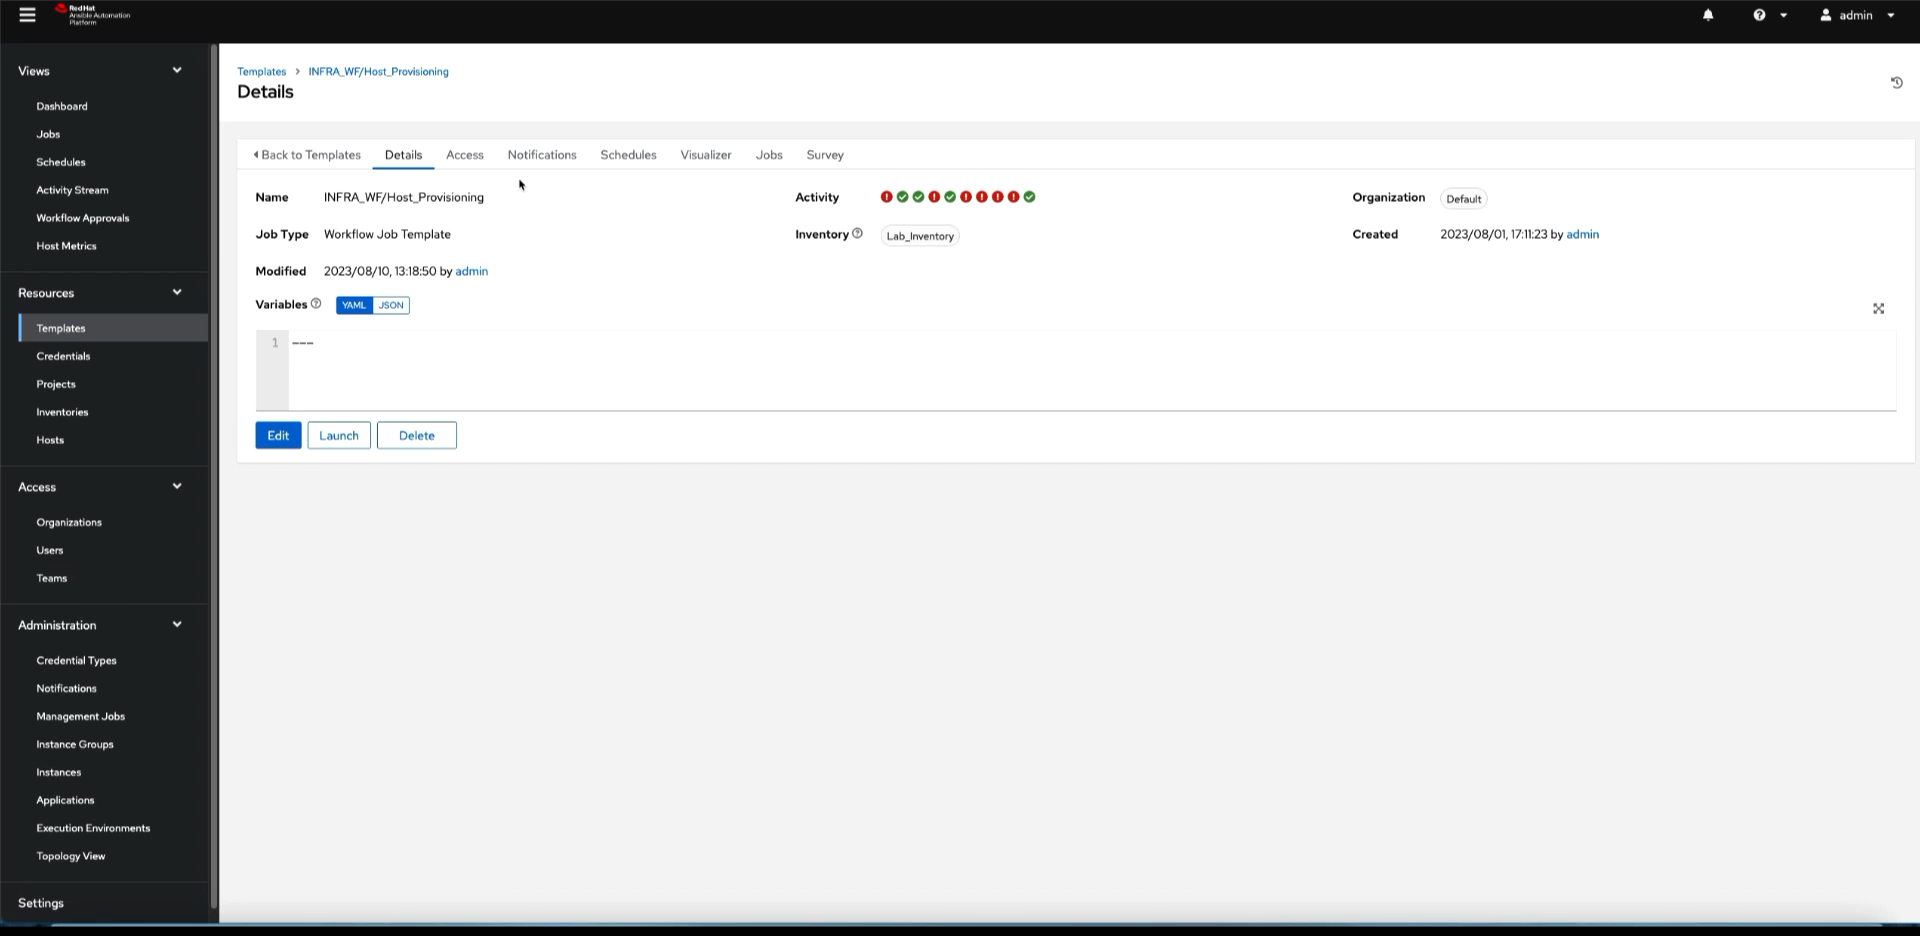 Red Hat
Ansible Automation
Platform
admin
Views
Dashboard
Jobs
Schedules
Activity Stream
Workflow Approvals
Host Metrics
Resources
Templates
Credentials
Projects
Inventories
Hosts
Access
Organizations
Users
Teams
Administration
Credential Types
Notifications
Management Jobs
Instance Groups
Instances
Applications
Execution Environments
Topology View
Settings
Templates > INFRA_WF/Host_Provisioning
Details
Back to Templates Details Access Notifications Schedules Visualizer Jobs Survey
Name INFRA_WF/Host_Provisioning Activity Organization Default
Job Type Workflow Job Template Inventory Lab_Inventory Created 2023/08/01, 17:11:23 by admin
Modified 2023/08/10, 13:18:50 by admin
Variables YAML JSON
1 ---
Edit Launch Delete